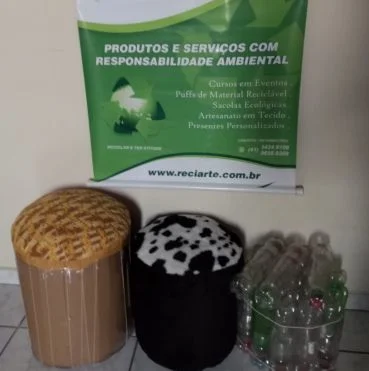 PRODUTOS E SERVIÇOS COM
RESPONSABILIDADE AMBIENTAL
Cursos em Eventos
Puffs de Material Reciclável
Sacolas Ecológicas
Artesanato em Tecido
Presentes Personalizados
www.reciarte.com.br